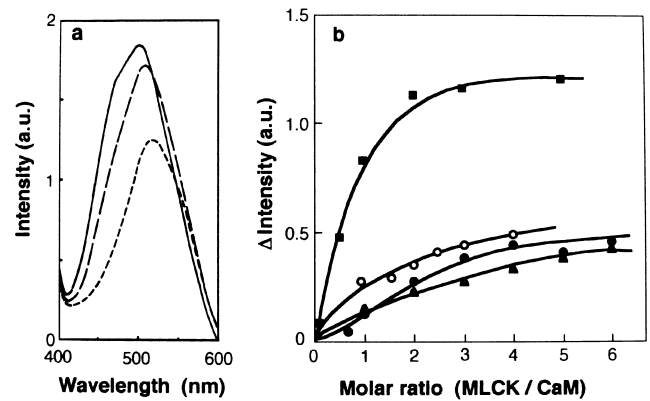 a
2
1
0
400
500
600
Intensity (a.u.)
Wavelength (nm)
b
1.5
1.0
0.5
0
0
1
2
3
4
5
6
Δ Intensity (a.u.)
Molar ratio (MLCK / CaM)